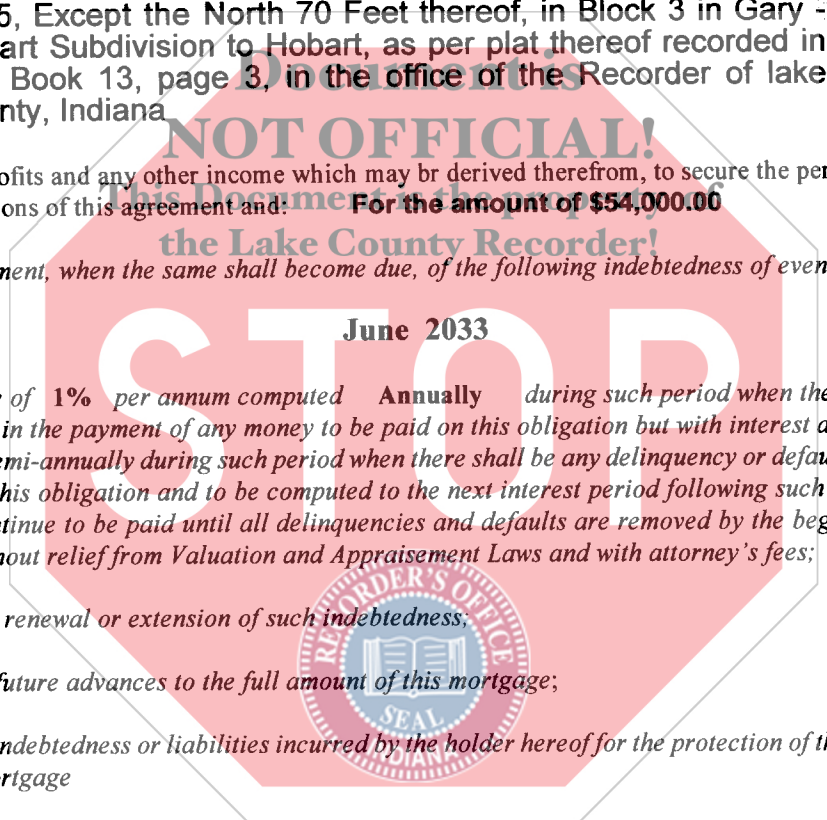 5, Except the North 70 Feet thereof, in Block 3 in Gary -
art Subdivision to Hobart, as per plat thereof recorded in
Book 13, page 3, in the office of the Recorder of lake
nty, Indiana
Document is
NOT OFFICIAL!
This Document is the property of
the Lake County Recorder!
ofits and any other income which may br derived therefrom, to secure the per
ons of this agreement and: For the amount of $54,000.00
ment, when the same shall become due, of the following indebtedness of even
June 2033
of 1% per annum computed Annually during such period when the
in the payment of any money to be paid on this obligation but with interest a
emi-annually during such period when there shall be any delinquency or defau
his obligation and to be computed to the next interest period following such
tinue to be paid until all delinquencies and defaults are removed by the beg
hout relief from Valuation and Appraisement Laws and with attorney's fees;
renewal or extension of such indebtedness;
future advances to the full amount of this mortgage;
ndebtedness or liabilities incurred by the holder hereof for the protection of th
rtgage
STOP
RECORDER'S OFFICE
SEAL
INDIANA